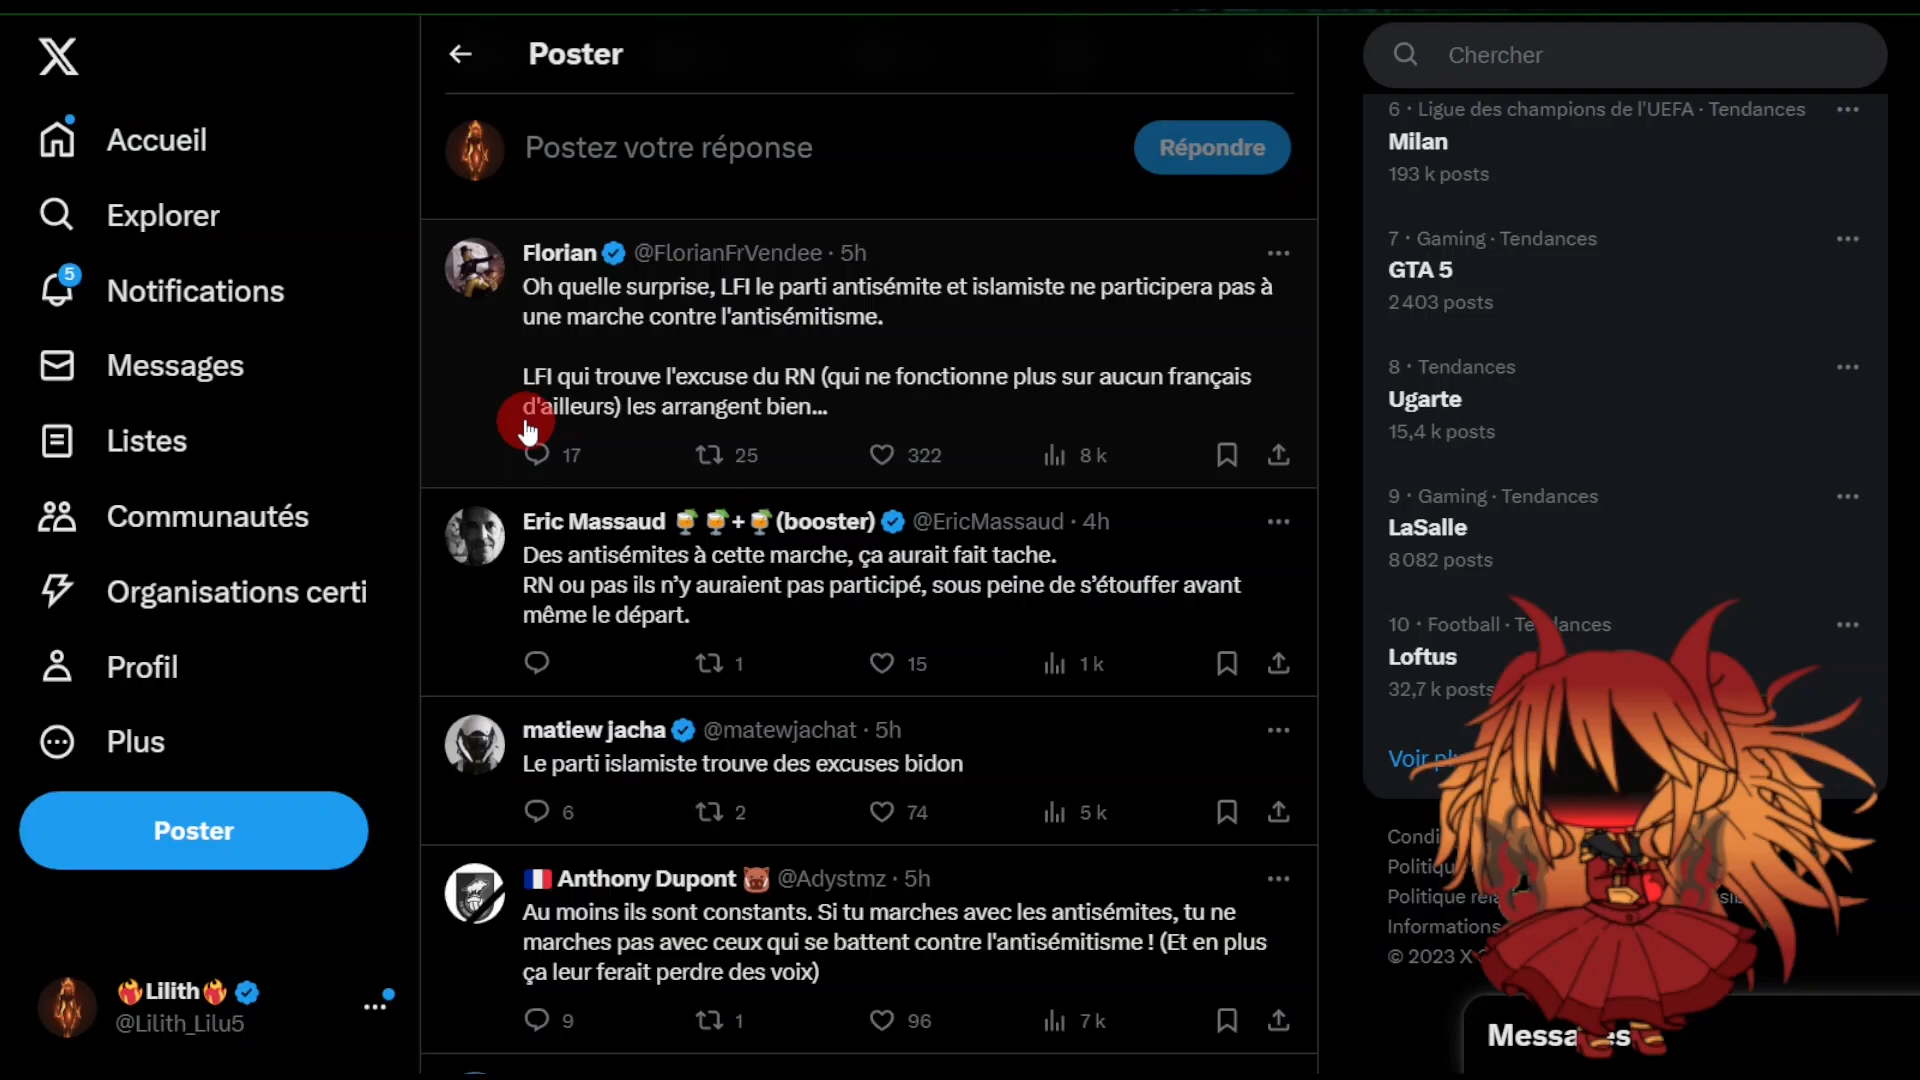 Accueil
Explorer
5
Notifications
Messages
Listes
Communautés
Organisations certi
Profil
Plus
Poster
Lilith
@Lilith_Lilu5
Poster
Postez votre réponse
Répondre
Florian @FlorianFrVendee · 5h
Oh quelle surprise, LFI le parti antisémite et islamiste ne participera pas à
une marche contre l'antisémitisme.
LFI qui trouve l'excuse du RN (qui ne fonctionne plus sur aucun français
d'ailleurs) les arrangent bien...
17 25 322 8 k
Eric Massaud 🍹 🍹+🍹(booster) @EricMassaud · 4h
Des antisémites à cette marche, ça aurait fait tache.
RN ou pas ils n’y auraient pas participé, sous peine de s’étouffer avant
même le départ.
1 15 1 k
matiew jacha @matewjachat · 5h
Le parti islamiste trouve des excuses bidon
6 2 74 5 k
Anthony Dupont @Adystmz · 5h
Au moins ils sont constants. Si tu marches avec les antisémites, tu ne
marches pas avec ceux qui se battent contre l'antisémitisme ! (Et en plus
ça leur ferait perdre des voix)
9 1 96 7 k
Chercher
6 · Ligue des champions de l'UEFA · Tendances
Milan
193 k posts
7 · Gaming · Tendances
GTA 5
2 403 posts
8 · Tendances
Ugarte
15,4 k posts
9 · Gaming · Tendances
LaSalle
8 082 posts
10 · Football · Tendances
Loftus
32,7 k posts
Voir
Informations
© 2023 X
Messages